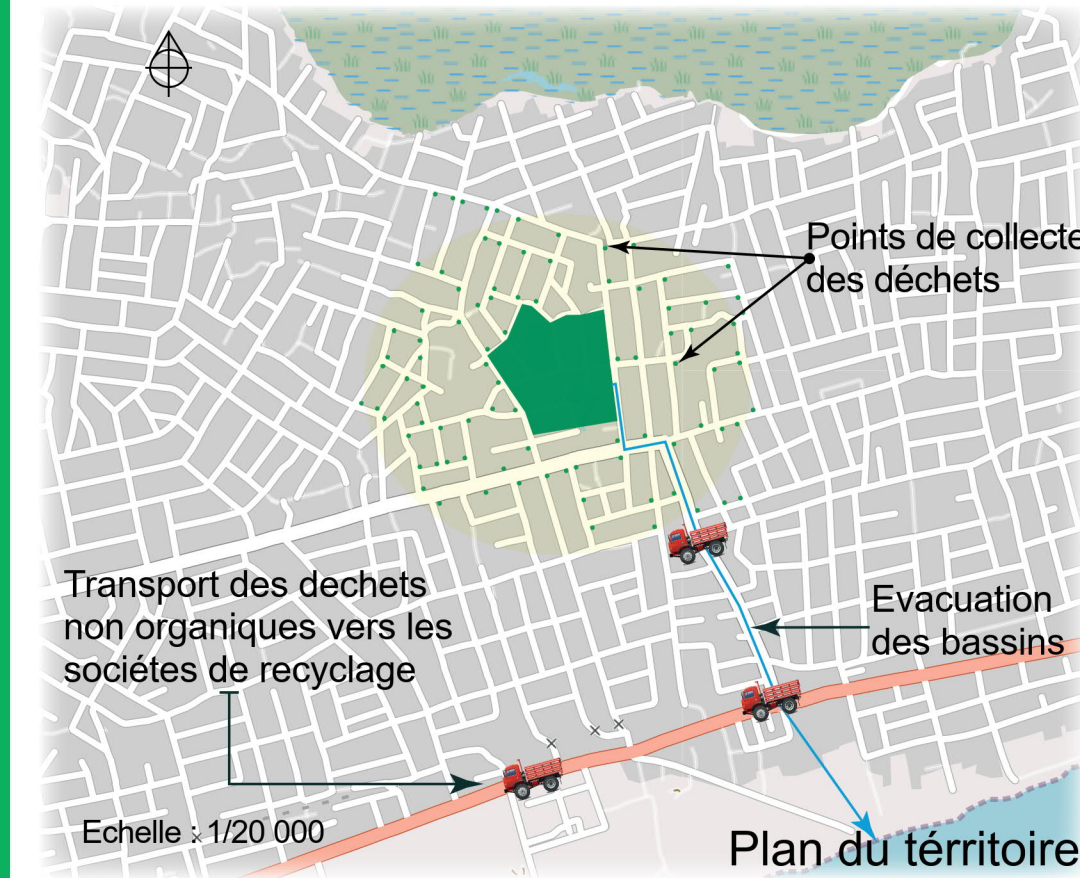 Points de collecte
des déchets
Transport des dechets
non organiques vers les
sociétes de recyclage
Evacuation
des bassins
Echelle : 1/20 000
Plan du térritoire